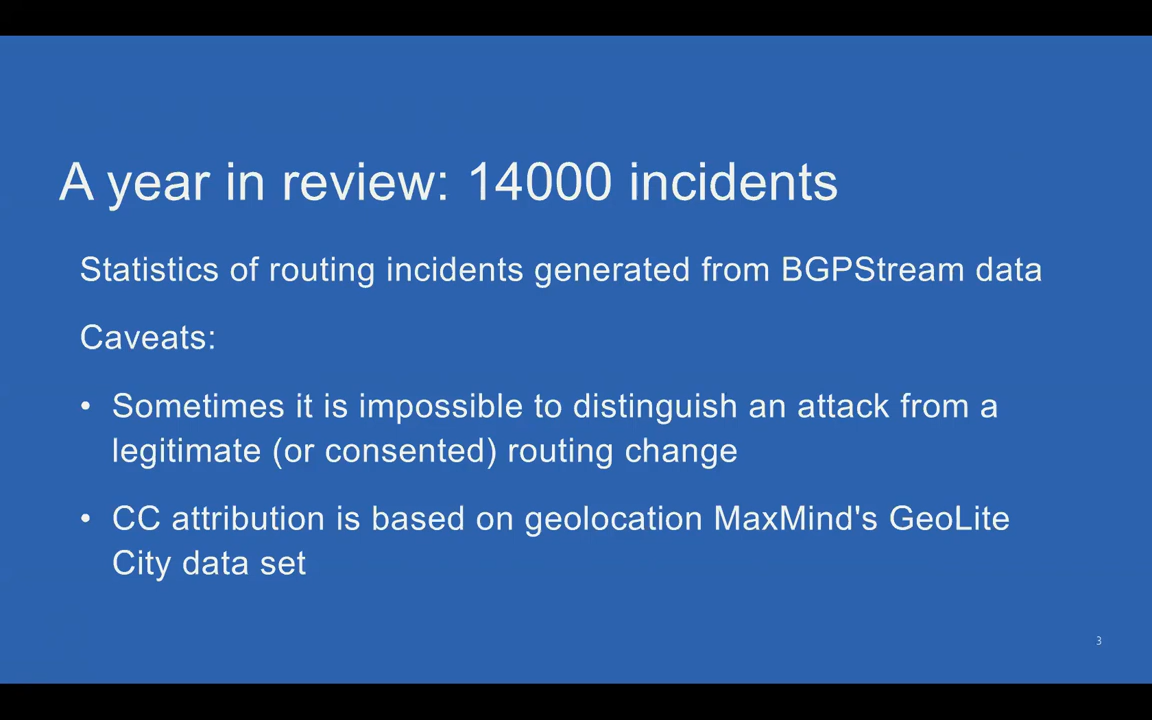 A year in review: 14000 incidents
Statistics of routing incidents generated from BGPStream data
Caveats:
• Sometimes it is impossible to distinguish an attack from a
legitimate (or consented) routing change
• CC attribution is based on geolocation MaxMind's GeoLite
City data set
3